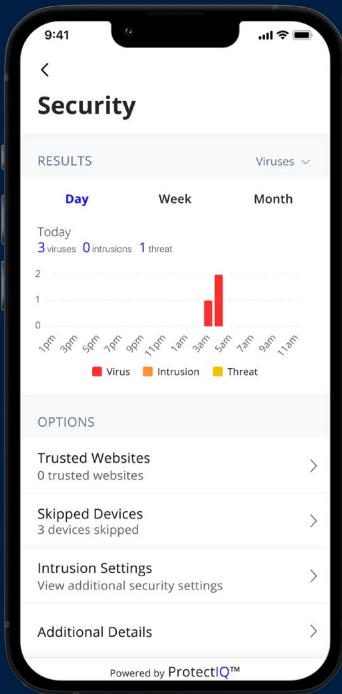 9:41
Security
RESULTS
Viruses
Day Week Month
Today
3 viruses 0 intrusions 1 threat
2
1
0
1pm 3pm 5pm 7pm 9pm 11pm 1am 3am 5am 7am 9am 11am
Virus Intrusion Threat
OPTIONS
Trusted Websites
0 trusted websites
Skipped Devices
3 devices skipped
Intrusion Settings
View additional security settings
Additional Details
Powered by ProtectIQ™